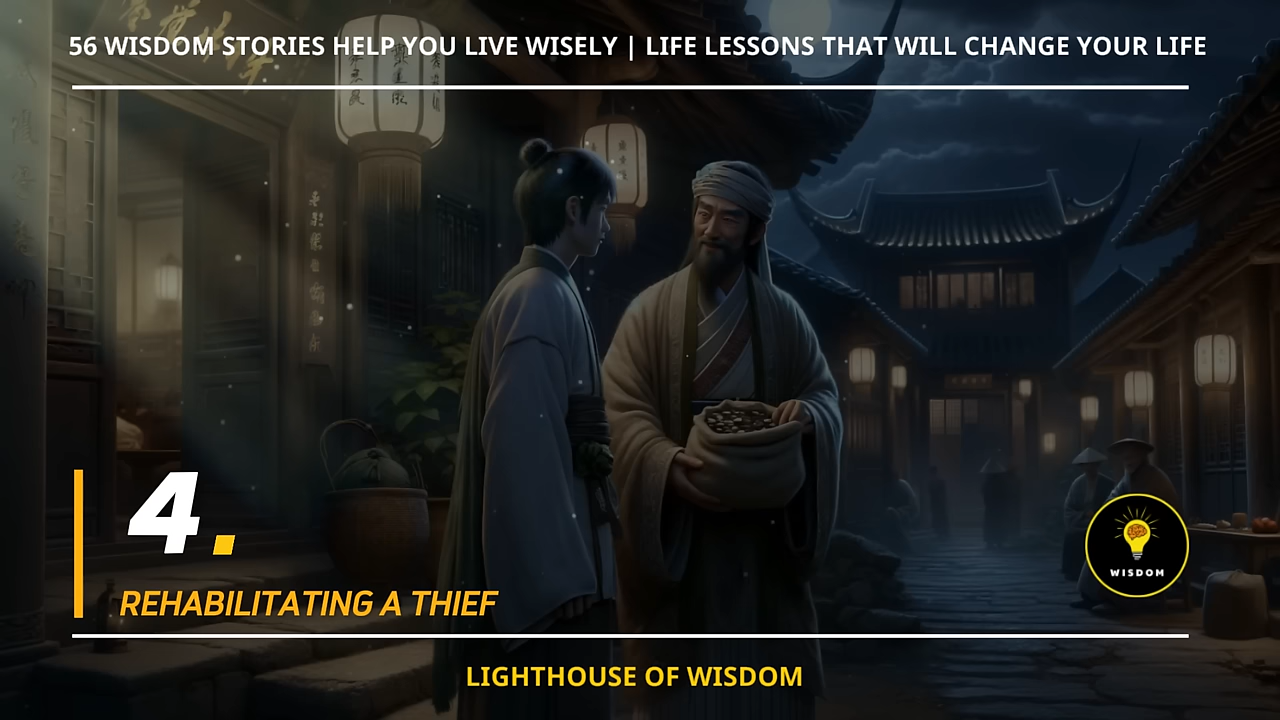 56 WISDOM STORIES HELP YOU LIVE WISELY | LIFE LESSONS THAT WILL CHANGE YOUR LIFE
4.
REHABILITATING A THIEF
WISDOM
LIGHTHOUSE OF WISDOM